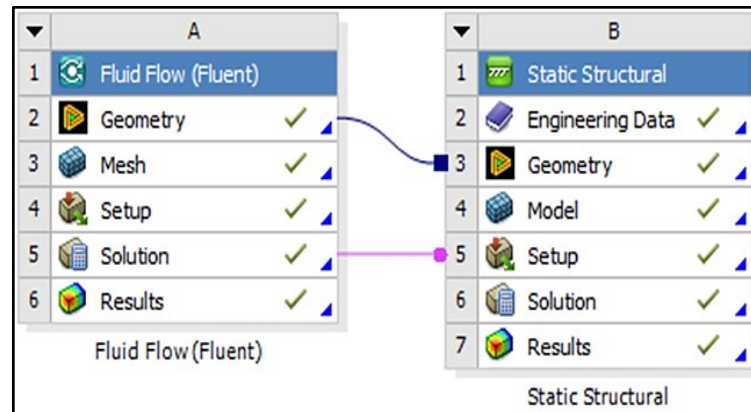 A
1 Fluid Flow (Fluent)
2 Geometry
3 Mesh
4 Setup
5 Solution
6 Results
Fluid Flow (Fluent)
B
1 Static Structural
2 Engineering Data
3 Geometry
4 Model
5 Setup
6 Solution
7 Results
Static Structural